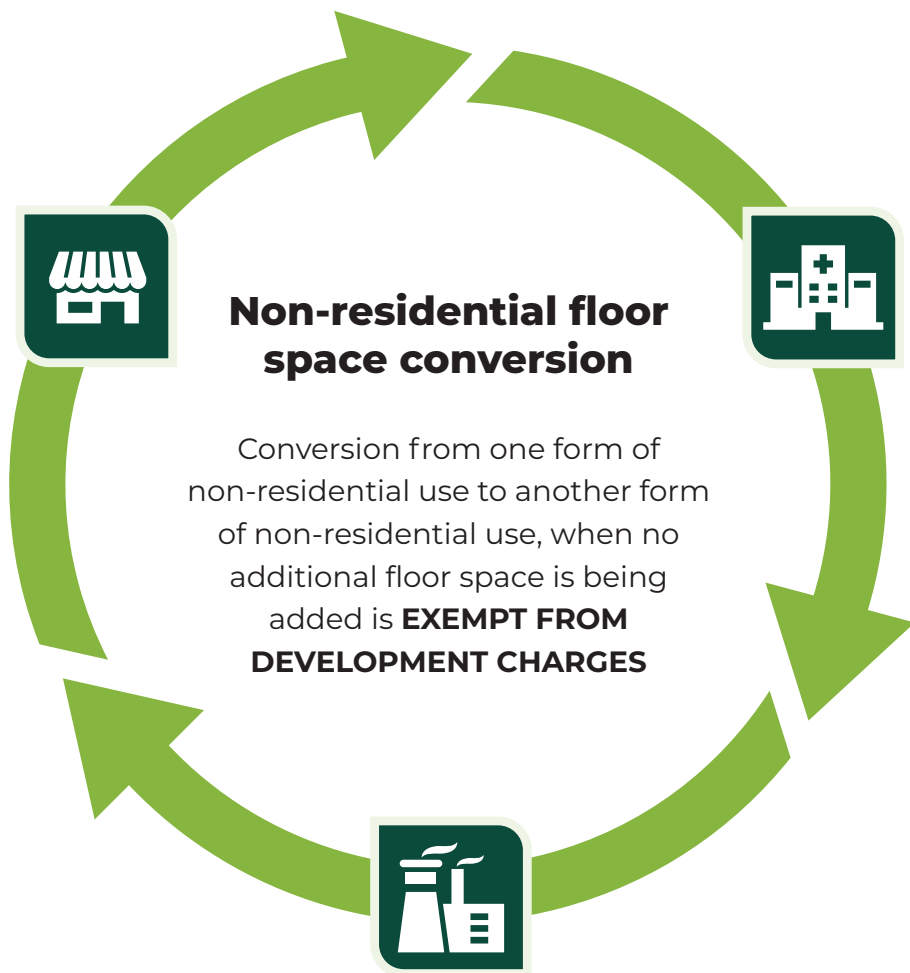 Non-residential floor
space conversion
Conversion from one form of
non-residential use to another form
of non-residential use, when no
additional floor space is being
added is EXEMPT FROM
DEVELOPMENT CHARGES